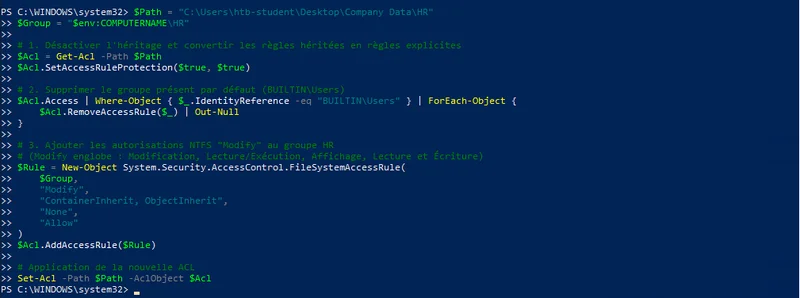 PS C:\WINDOWS\system32> $Path = "C:\Users\htb-student\Desktop\Company Data\HR"
>> $Group = "$env:COMPUTERNAME\HR"
>>
>> # 1. Désactiver l'héritage et convertir les règles héritées en règles explicites
>> $Acl = Get-Acl -Path $Path
>> $Acl.SetAccessRuleProtection($true, $true)
>>
>> # 2. Supprimer le groupe présent par défaut (BUILTIN\Users)
>> $Acl.Access | Where-Object { $_.IdentityReference -eq "BUILTIN\Users" } | ForEach-Object {
>>     $Acl.RemoveAccessRule($_) | Out-Null
>> }
>>
>> # 3. Ajouter les autorisations NTFS "Modify" au groupe HR
>> # (Modify englobe : Modification, Lecture/Exécution, Affichage, Lecture et Écriture)
>> $Rule = New-Object System.Security.AccessControl.FileSystemAccessRule(
>>     $Group,
>>     "Modify",
>>     "ContainerInherit, ObjectInherit",
>>     "None",
>>     "Allow"
>> )
>> $Acl.AddAccessRule($Rule)
>>
>> # Application de la nouvelle ACL
>> Set-Acl -Path $Path -AclObject $Acl
PS C:\WINDOWS\system32>